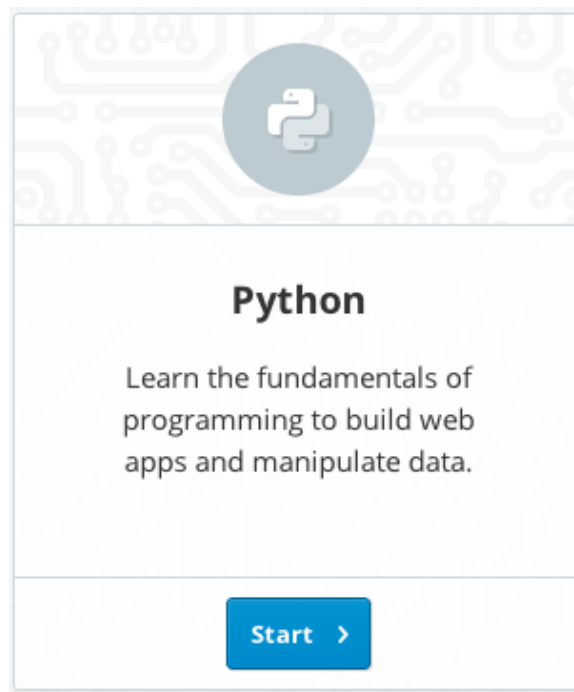 Python
Learn the fundamentals of
programming to build web
apps and manipulate data.
Start